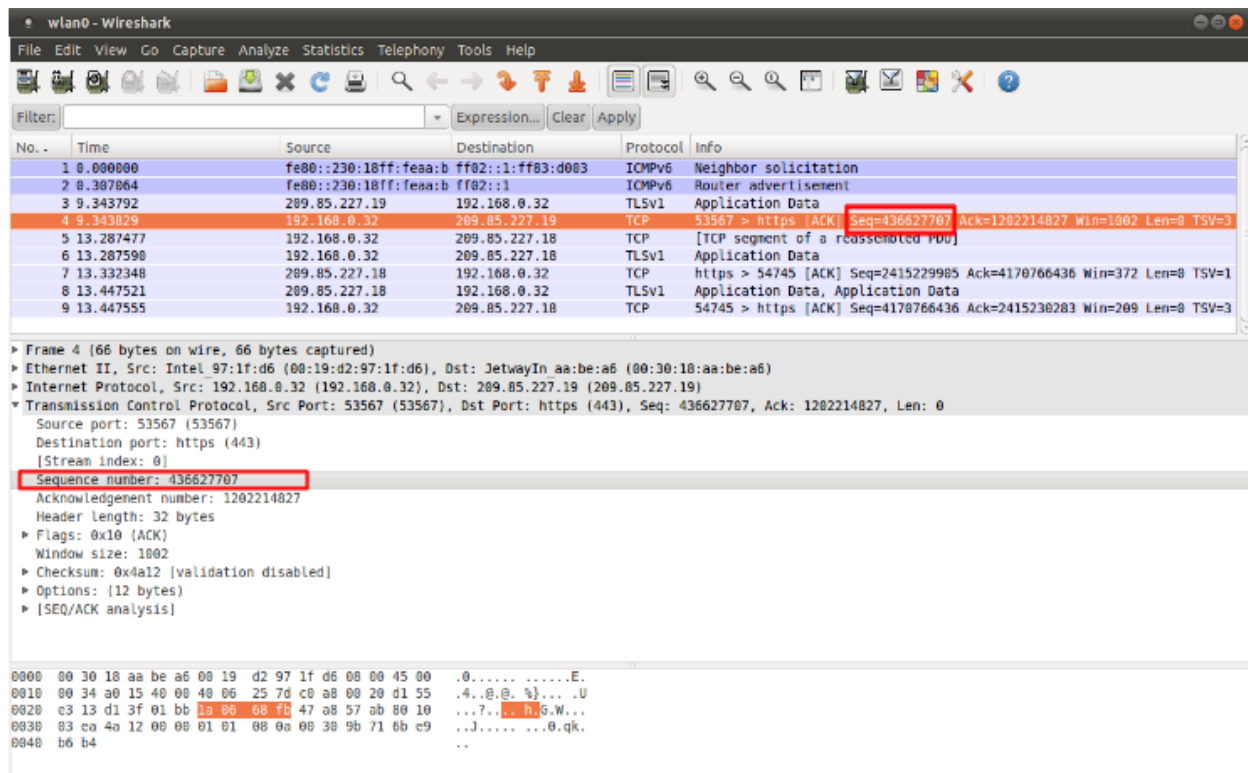 wlan0 - Wireshark
File Edit View Go Capture Analyze Statistics Telephony Tools Help
Filter: Expression... Clear Apply
No. . Time Source Destination Protocol Info
1 0.000000 fe80::230:18ff:feaa:b ff02::1:ff83:d003 ICMPv6 Neighbor solicitation
2 0.307064 fe80::230:18ff:feaa:b ff02::1 ICMPv6 Router advertisement
3 9.343792 209.85.227.19 192.168.0.32 TLSv1 Application Data
4 9.343829 192.168.0.32 209.85.227.19 TCP 53567 > https [ACK] Seq=436627707 Ack=1202214827 Win=1002 Len=0 TSV=3
5 13.287477 192.168.0.32 209.85.227.18 TCP [TCP segment of a reassembled PDU]
6 13.287590 192.168.0.32 209.85.227.18 TLSv1 Application Data
7 13.332348 209.85.227.18 192.168.0.32 TCP https > 54745 [ACK] Seq=2415229905 Ack=4170766436 Win=372 Len=0 TSV=1
8 13.447521 209.85.227.18 192.168.0.32 TLSv1 Application Data, Application Data
9 13.447555 192.168.0.32 209.85.227.18 TCP 54745 > https [ACK] Seq=4170766436 Ack=2415230283 Win=209 Len=0 TSV=3
Frame 4 (66 bytes on wire, 66 bytes captured)
Ethernet II, Src: Intel_97:1f:d6 (00:19:d2:97:1f:d6), Dst: JetwayIn_aa:be:a6 (00:30:18:aa:be:a6)
Internet Protocol, Src: 192.168.0.32 (192.168.0.32), Dst: 209.85.227.19 (209.85.227.19)
Transmission Control Protocol, Src Port: 53567 (53567), Dst Port: https (443), Seq: 436627707, Ack: 1202214827, Len: 0
Source port: 53567 (53567)
Destination port: https (443)
[Stream index: 0]
Sequence number: 436627707
Acknowledgement number: 1202214827
Header length: 32 bytes
Flags: 0x10 (ACK)
Window size: 1002
Checksum: 0x4a12 [validation disabled]
Options: (12 bytes)
[SEQ/ACK analysis]
0000 00 30 18 aa be a6 00 19 d2 97 1f d6 08 00 45 00 .0...... ......E.
0010 00 34 a0 15 40 00 40 06 25 7d c0 a8 00 20 d1 55 .4..@.@. %}... .U
0020 e3 13 d1 3f 01 bb 1a 06 68 fb 47 a8 57 ab 80 10 ...?.... h.G.W...
0030 03 ea 4a 12 00 00 01 01 08 0a 00 30 9b 71 6b e9 ..J..... ...0.qk.
0040 b6 b4 ..